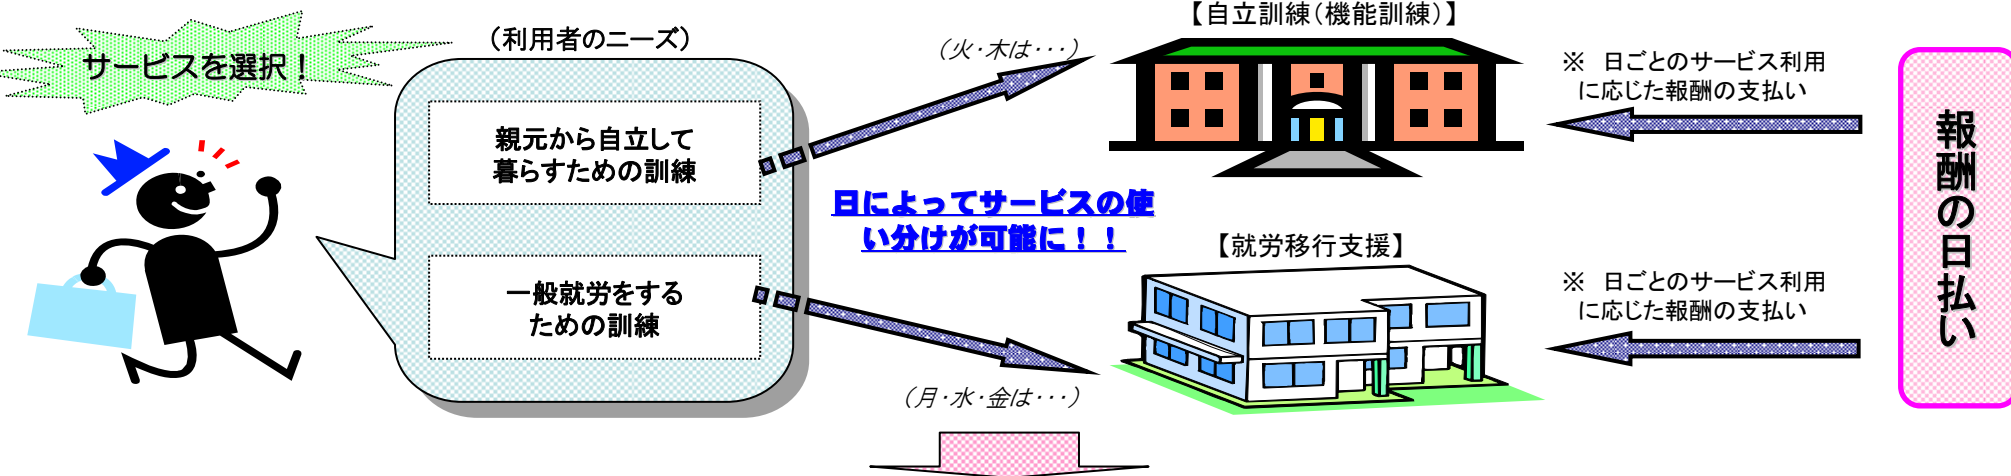 サービスを選択！
（利用者のニーズ）
親元から自立して
暮らすための訓練
一般就労をする
ための訓練
（火・木は・・・）
日によってサービスの使
い分けが可能に！！
（月・水・金は・・・）
【自立訓練（機能訓練）】
【就労移行支援】
※　日ごとのサービス利用
に応じた報酬の支払い
※　日ごとのサービス利用
に応じた報酬の支払い
報酬の日払い